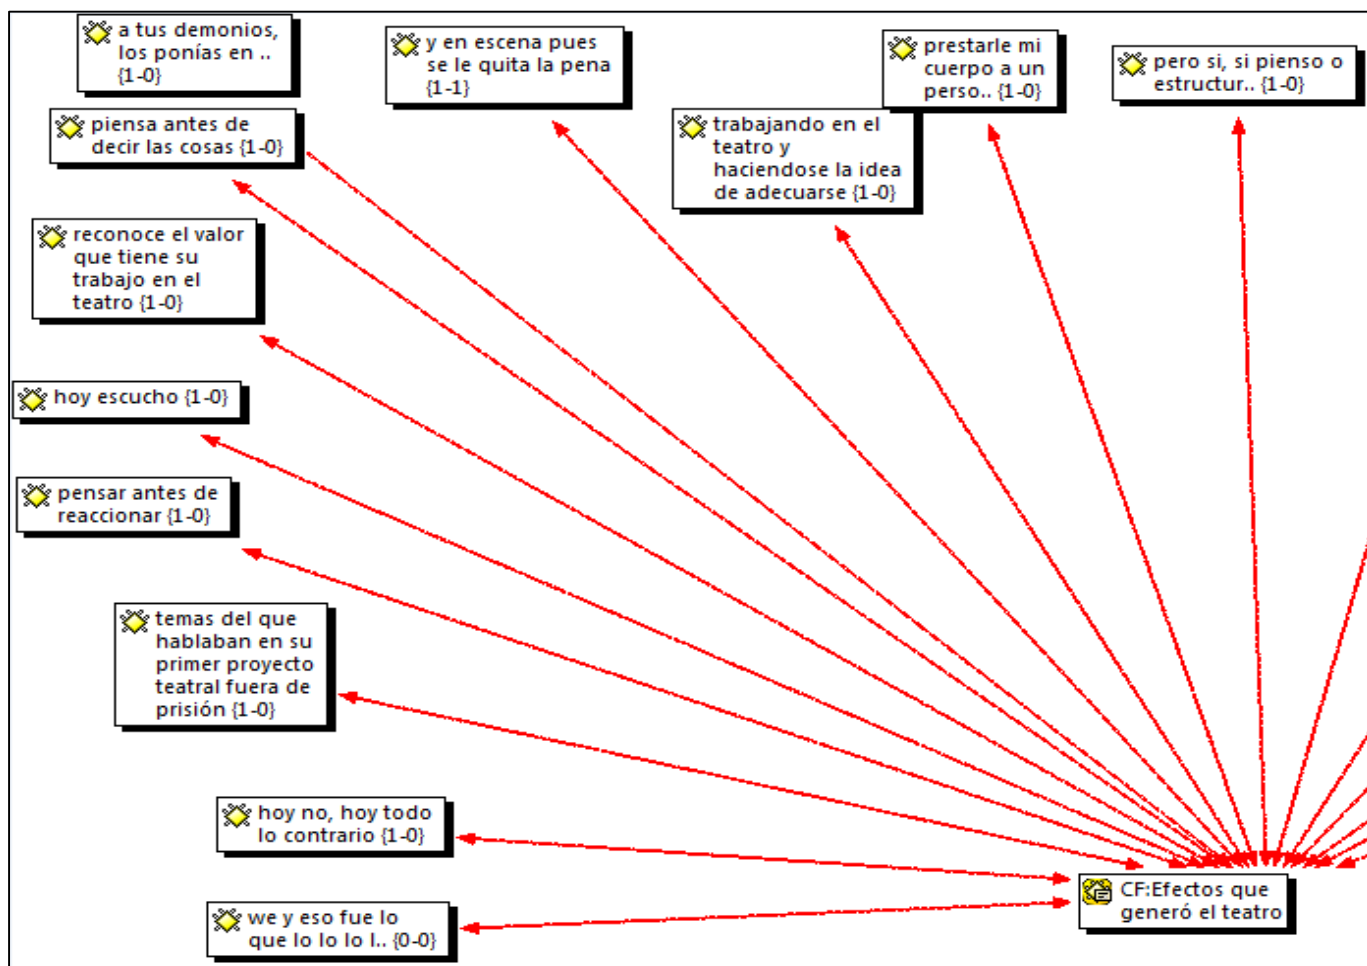 a tus demonios,
los ponías en ..
{1-0}
y en escena pues
se le quita la pena
{1-1}
prestarle mi
cuerpo a un
perso.. {1-0}
pero si, si pienso o
estructur.. {1-0}
piensa antes de
decir las cosas {1-0}
trabajando en el
teatro y
haciendose la idea
de adecuarse {1-0}
reconoce el valor
que tiene su
trabajo en el
teatro {1-0}
hoy escucho {1-0}
pensar antes de
reaccionar {1-0}
temas del que
hablaban en su
primer proyecto
teatral fuera de
prisión {1-0}
hoy no, hoy todo
lo contrario {1-0}
CF:Efectos que
generó el teatro
we y eso fue lo
que lo lo lo l.. {0-0}